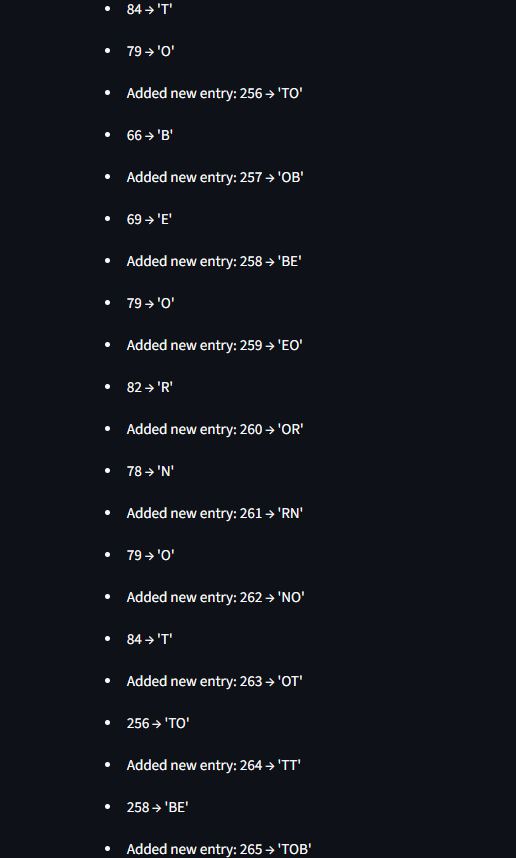 • 84 → 'T'
• 79 → 'O'
• Added new entry: 256 → 'TO'
• 66 → 'B'
• Added new entry: 257 → 'OB'
• 69 → 'E'
• Added new entry: 258 → 'BE'
• 79 → 'O'
• Added new entry: 259 → 'EO'
• 82 → 'R'
• Added new entry: 260 → 'OR'
• 78 → 'N'
• Added new entry: 261 → 'RN'
• 79 → 'O'
• Added new entry: 262 → 'NO'
• 84 → 'T'
• Added new entry: 263 → 'OT'
• 256 → 'TO'
• Added new entry: 264 → 'TT'
• 258 → 'BE'
• Added new entry: 265 → 'TOB'